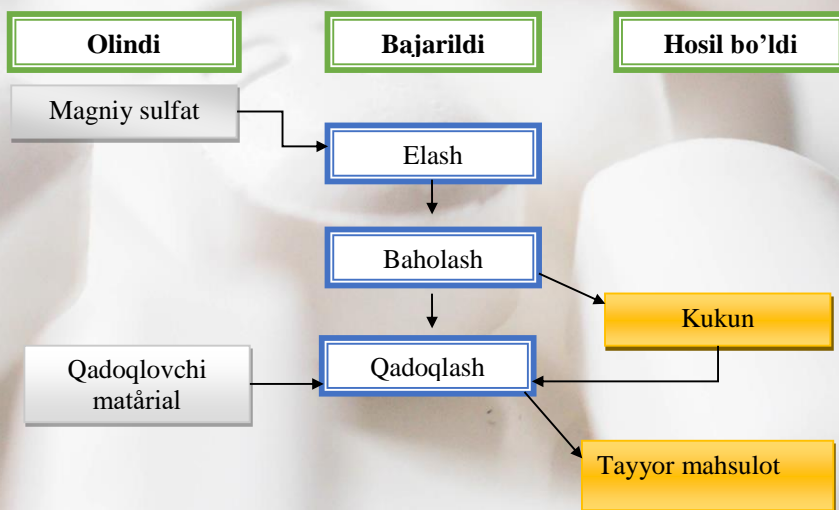 Olindi
Bajarildi
Hosil bo’ldi
Magniy sulfat
Elash
Baholash
Kukun
Qadoqlovchi
matårial
Qadoqlash
Tayyor mahsulot